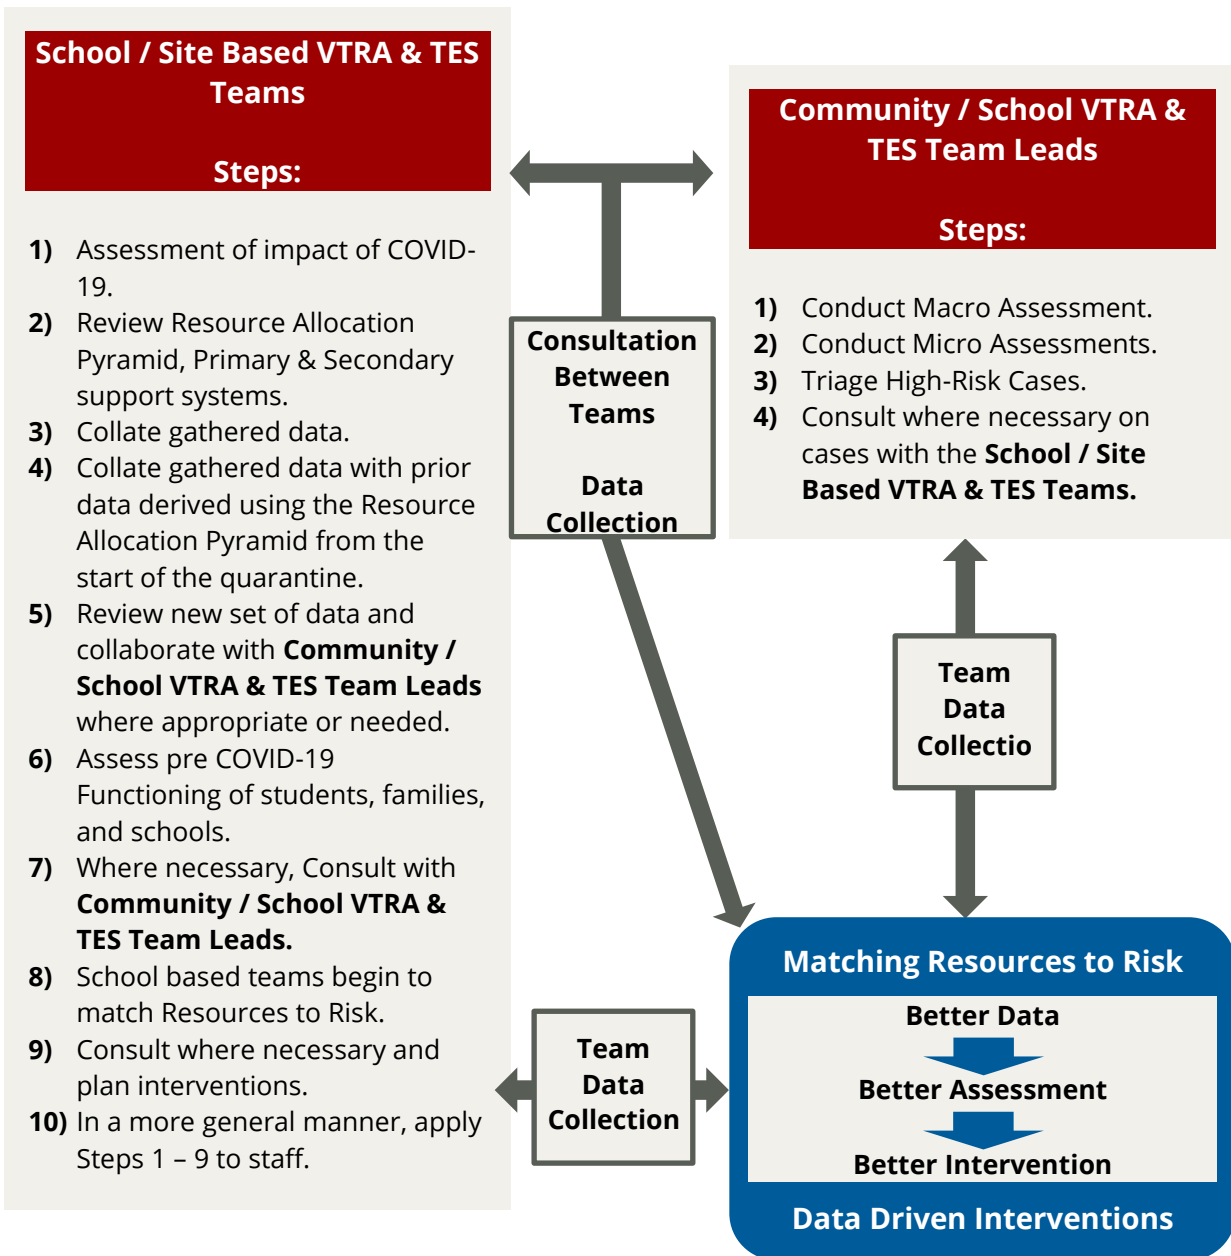 School / Site Based VTRA & TES
Teams
Steps:
1) Assessment of impact of COVID-
19.
2) Review Resource Allocation
Pyramid, Primary & Secondary
support systems.
3) Collate gathered data.
4) Collate gathered data with prior
data derived using the Resource
Allocation Pyramid from the
start of the quarantine.
5) Review new set of data and
collaborate with Community /
School VTRA & TES Team Leads
where appropriate or needed.
6) Assess pre COVID-19
Functioning of students, families,
and schools.
7) Where necessary, Consult with
Community / School VTRA &
TES Team Leads.
8) School based teams begin to
match Resources to Risk.
9) Consult where necessary and
plan interventions.
10) In a more general manner, apply
Steps 1 – 9 to staff.
Consultation
Between
Teams
Data
Collection
Community / School VTRA &
TES Team Leads
Steps:
1) Conduct Macro Assessment.
2) Conduct Micro Assessments.
3) Triage High-Risk Cases.
4) Consult where necessary on
cases with the School / Site
Based VTRA & TES Teams.
Team
Data
Collectio
Team
Data
Collection
Matching Resources to Risk
Better Data
Better Assessment
Better Intervention
Data Driven Interventions